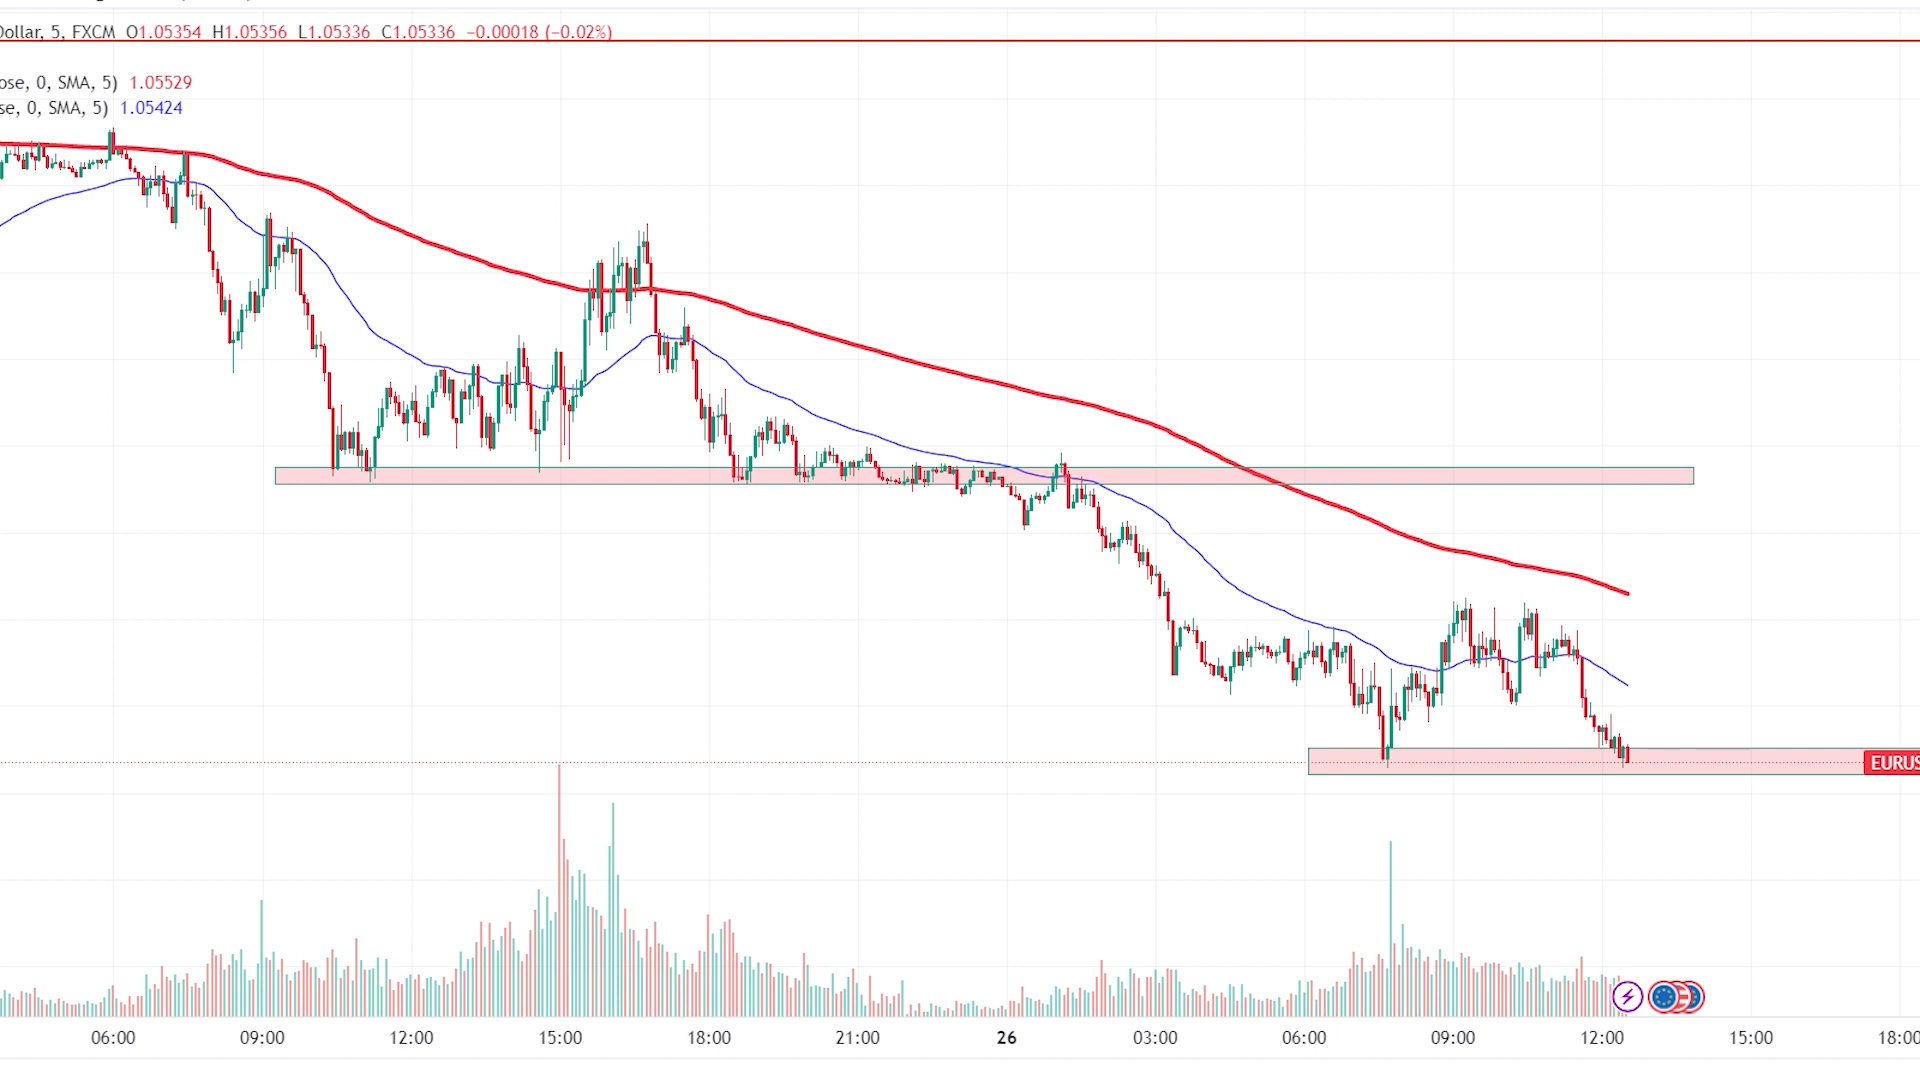 Dollar, 5, FXCM O1.05354 H1.05356 L1.05336 C1.05336 −0.00018 (−0.02%)
ose, 0, SMA, 5) 1.05529
se, 0, SMA, 5) 1.05424
EURUS
06:00 09:00 12:00 15:00 18:00 21:00 26 03:00 06:00 09:00 12:00 15:00 18:00